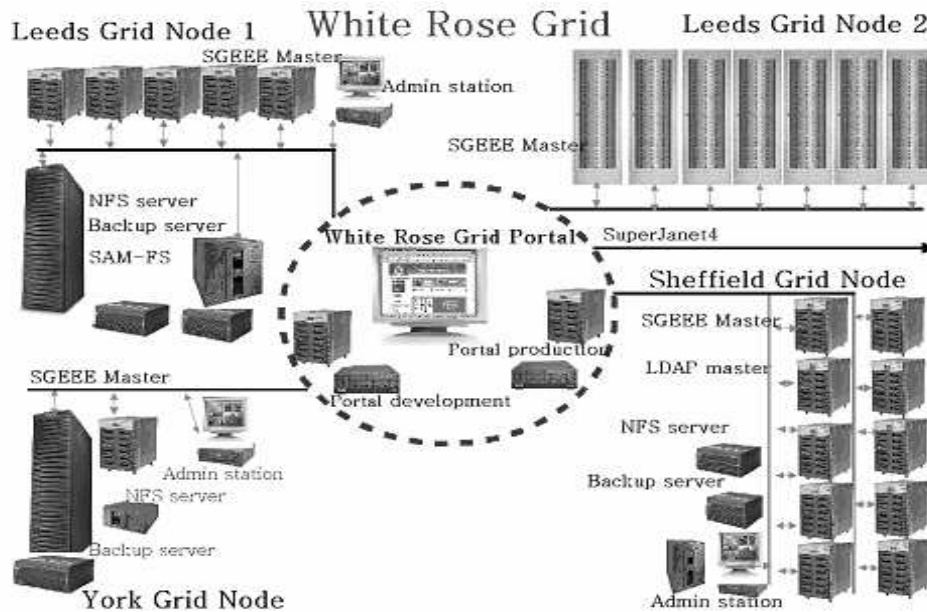 White Rose Grid
Leeds Grid Node 1
SGEEE Master
Admin station
NFS server
Backup server
SAM-FS
Leeds Grid Node 2
SGEEE Master
White Rose Grid Portal
SuperJanet4
Portal production
Portal development
Sheffield Grid Node
SGEEE Master
LDAP master
NFS server
Backup server
Admin station
SGEEE Master
Admin station
NFS server
Backup server
York Grid Node